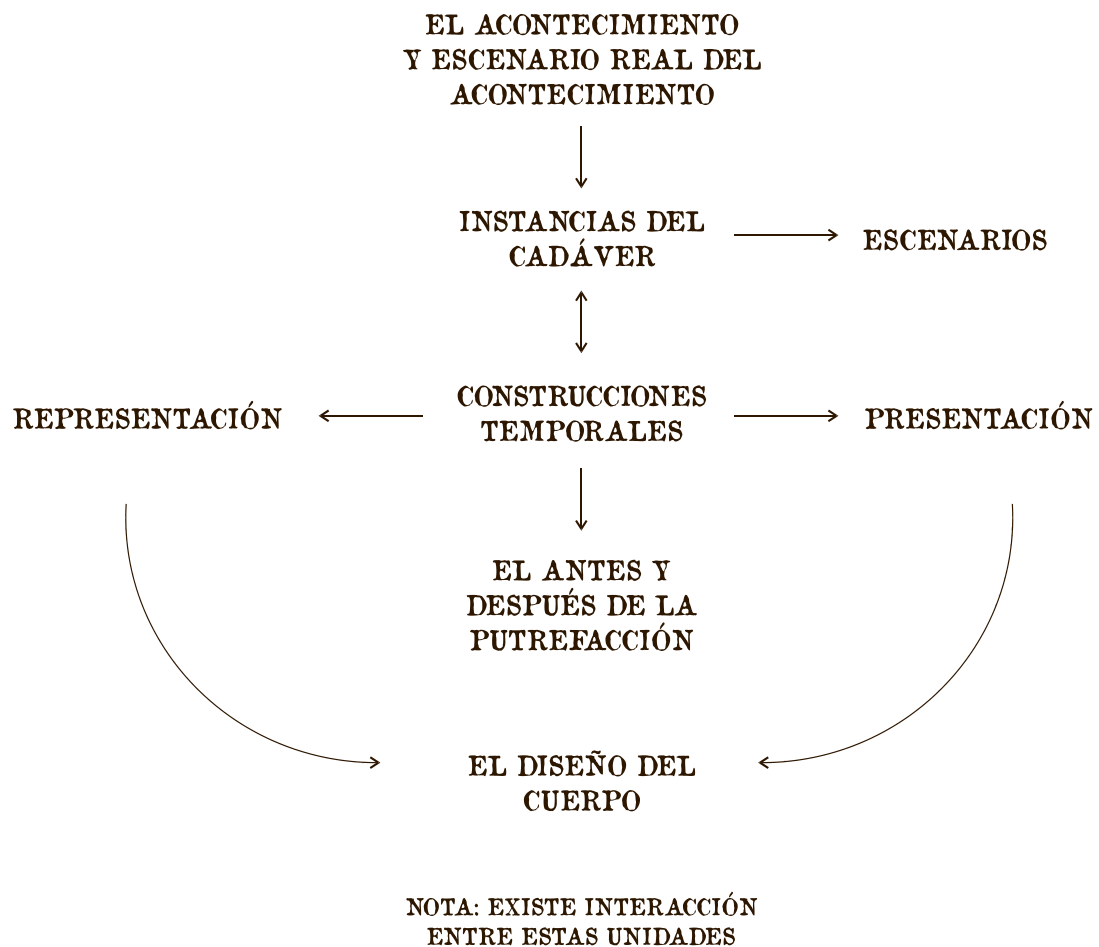 EL ACONTECIMIENTO
Y ESCENARIO REAL DEL
ACONTECIMIENTO
INSTANCIAS DEL
CADÁVER
ESCENARIOS
REPRESENTACIÓN
CONSTRUCCIONES
TEMPORALES
PRESENTACIÓN
EL ANTES Y
DESPUÉS DE LA
PUTREFACCIÓN
EL DISEÑO DEL
CUERPO
NOTA: EXISTE INTERACCIÓN
ENTRE ESTAS UNIDADES